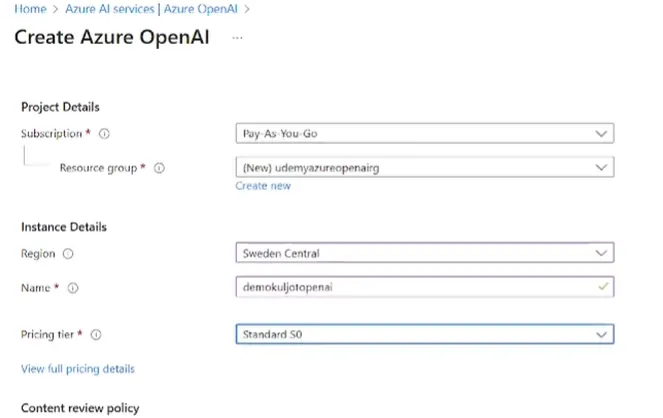 Home > Azure AI services | Azure OpenAI >
Create Azure OpenAI ...
Project Details
Subscription * Pay-As-You-Go
Resource group * (New) udemyazureopenairg
Create new
Instance Details
Region Sweden Central
Name * demokuljotopenai
Pricing tier * Standard S0
View full pricing details
Content review policy